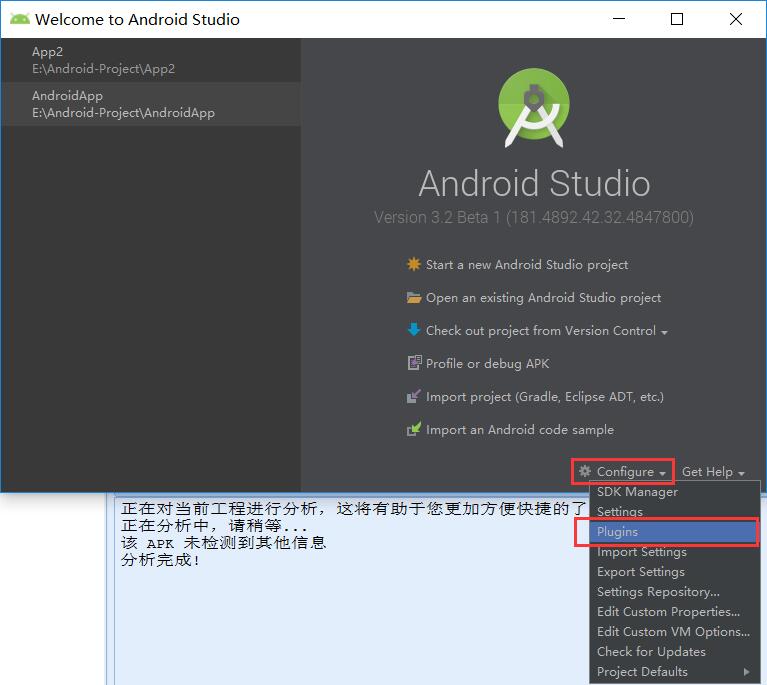 Welcome to Android Studio
App2
E:\Android-Project\App2
AndroidApp
E:\Android-Project\AndroidApp
Android Studio
Version 3.2 Beta 1 (181.4892.42.32.4847800)
Start a new Android Studio project
Open an existing Android Studio project
Check out project from Version Control
Profile or debug APK
Import project (Gradle, Eclipse ADT, etc.)
Import an Android code sample
Configure
Get Help
SDK Manager
Settings
Plugins
Import Settings
Export Settings
Settings Repository...
Edit Custom Properties...
Edit Custom VM Options...
Check for Updates
Project Defaults
正在对当前工程进行分析，这将有助于您更加方便快捷的了
正在分析中，请稍等...
该 APK 未检测到其他信息
分析完成!